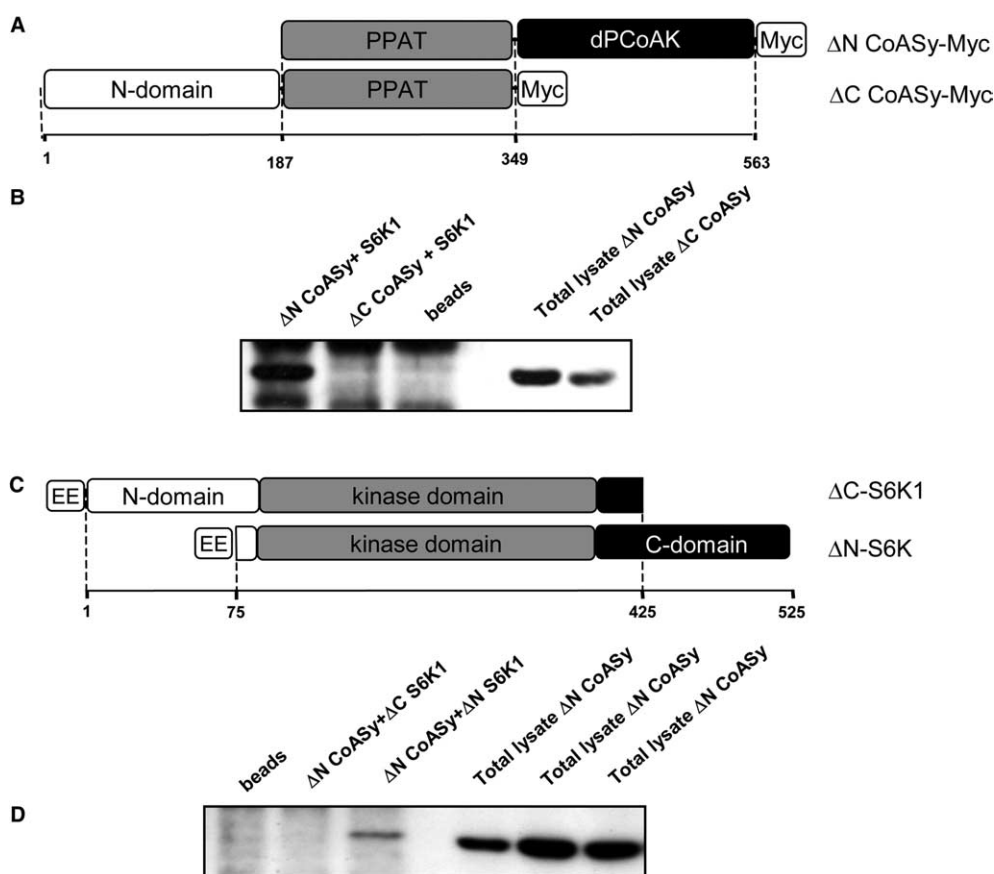 A
PPAT dPCoAK Myc ΔN CoASy-Myc
N-domain PPAT Myc ΔC CoASy-Myc
1 187 349 563
B
ΔN CoASy+ S6K1
ΔC CoASy + S6K1
beads
Total lysate ΔN CoASy
Total lysate ΔC CoASy
C
EE N-domain kinase domain ΔC-S6K1
EE kinase domain C-domain ΔN-S6K
1 75 425 525
beads
ΔN CoASy+ΔC S6K1
ΔN CoASy+ΔN S6K1
Total lysate ΔN CoASy
Total lysate ΔN CoASy
Total lysate ΔN CoASy
D